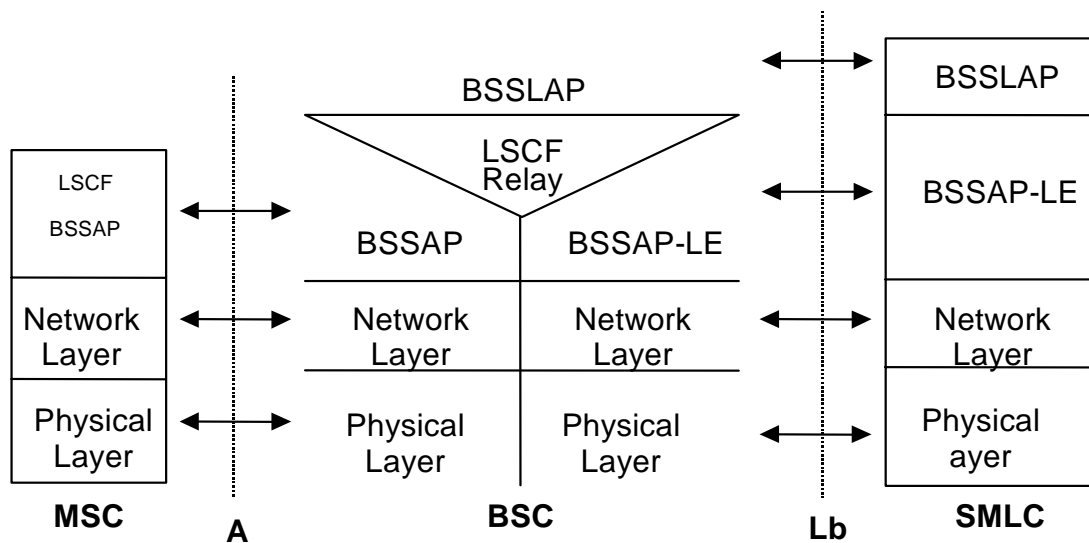 BSSLAP
LSCF
Relay
LSCF
BSSAP
BSSAP
BSSAP-LE
BSSLAP
BSSAP-LE
Network
Layer
Network
Layer
Network
Layer
Network
Layer
Physical
Layer
Physical
Layer
Physical
Layer
Physical
ayer
MSC
A
BSC
Lb
SMLC